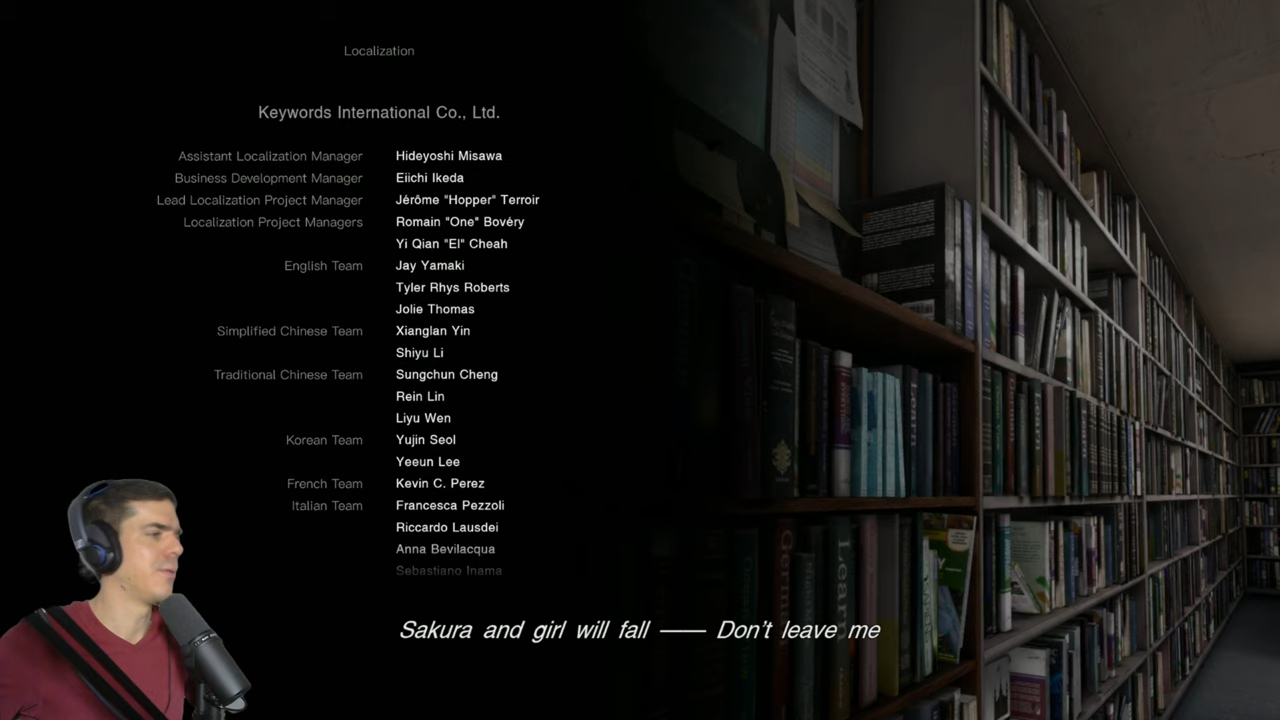 Localization
Keywords International Co., Ltd.
Assistant Localization Manager Hideyoshi Misawa
Business Development Manager Eiichi Ikeda
Lead Localization Project Manager Jérôme "Hopper" Terroir
Localization Project Managers Romain "One" Bovéry
Yi Qian "El" Cheah
English Team Jay Yamaki
Tyler Rhys Roberts
Jolie Thomas
Simplified Chinese Team Xianglan Yin
Shiyu Li
Traditional Chinese Team Sungchun Cheng
Rein Lin
Liyu Wen
Korean Team Yujin Seol
Yeeun Lee
French Team Kevin C. Perez
Italian Team Francesca Pezzoli
Riccardo Lausdei
Anna Bevilacqua
Sebastiano Inama
Sakura and girl will fall —— Don't leave me